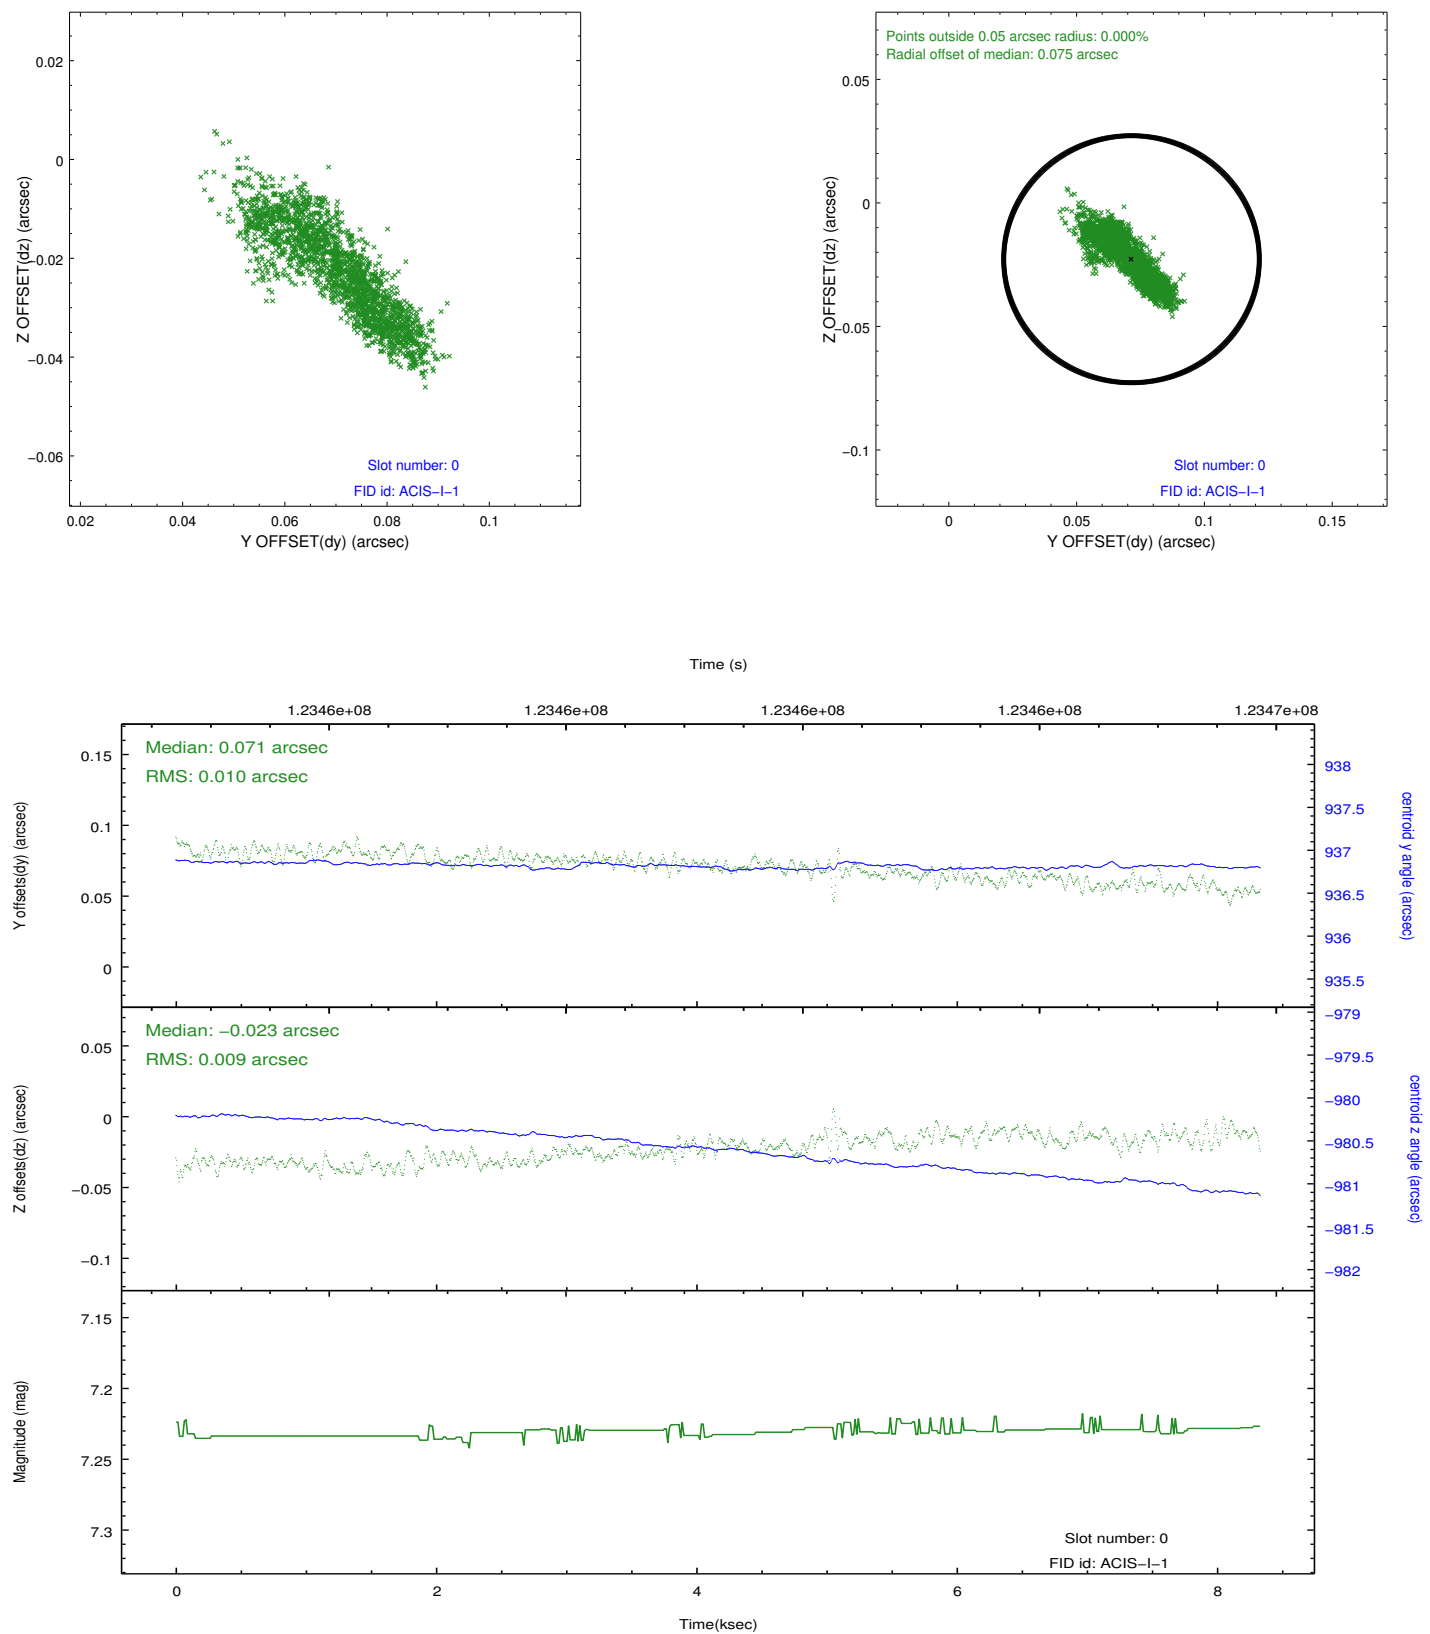 0.02
0
−0.02
−0.04
−0.06
Z OFFSET(dz) (arcsec)
Slot number: 0
FID id: ACIS−I−1
0.02
0.04
0.06
0.08
0.1
Y OFFSET(dy) (arcsec)
Points outside 0.05 arcsec radius: 0.000%
Radial offset of median: 0.075 arcsec
0.05
0
−0.05
−0.1
Z OFFSET(dz) (arcsec)
Slot number: 0
FID id: ACIS−I−1
0
0.05
0.1
0.15
Y OFFSET(dy) (arcsec)
Time (s)
1.2346e+08
1.2346e+08
1.2346e+08
1.2346e+08
1.2347e+08
Median: 0.071 arcsec
RMS: 0.010 arcsec
0.15
0.1
0.05
0
Y offsets(dy) (arcsec)
938
937.5
937
936.5
936
935.5
centroid y angle (arcsec)
Median: −0.023 arcsec
RMS: 0.009 arcsec
0.05
0
−0.05
−0.1
Z offsets(dz) (arcsec)
−979
−979.5
−980
−980.5
−981
−981.5
−982
centroid z angle (arcsec)
7.15
7.2
7.25
7.3
Magnitude (mag)
Slot number: 0
FID id: ACIS−I−1
0
2
4
6
8
Time(ksec)